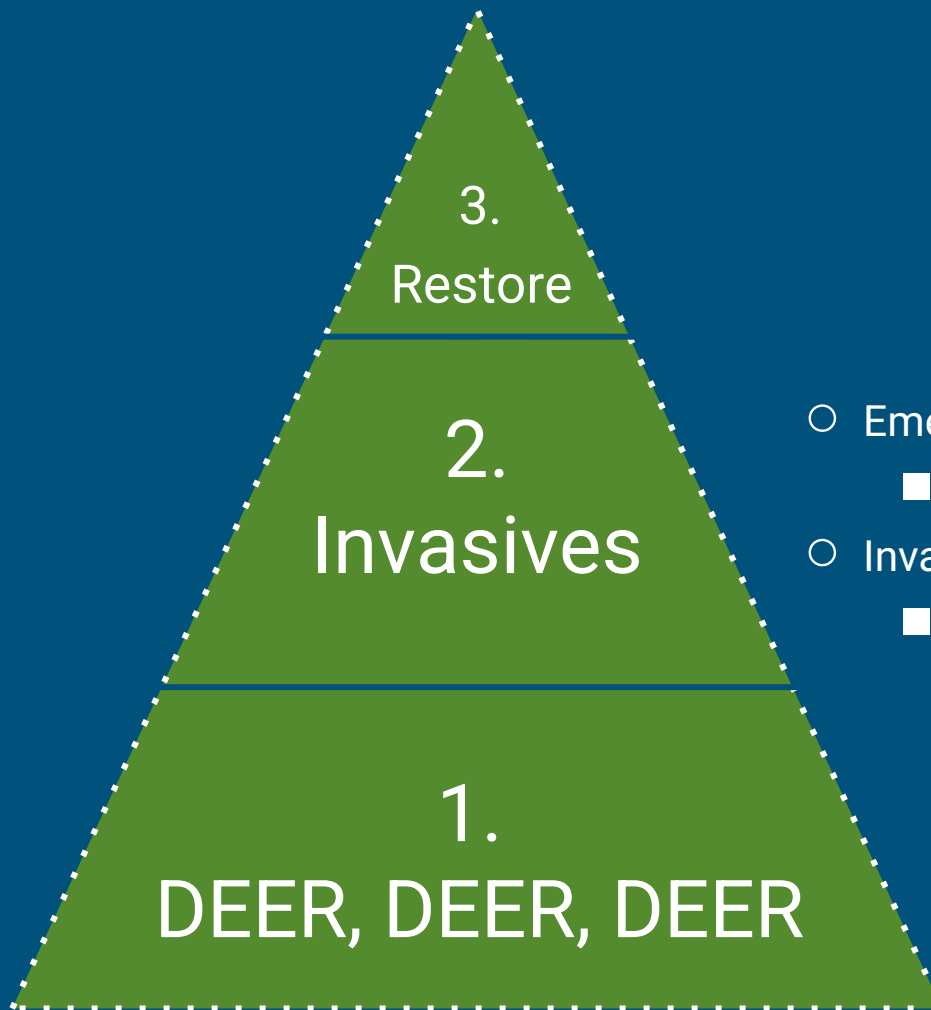 3.
Restore
2.
Invasives
1.
DEER, DEER, DEER